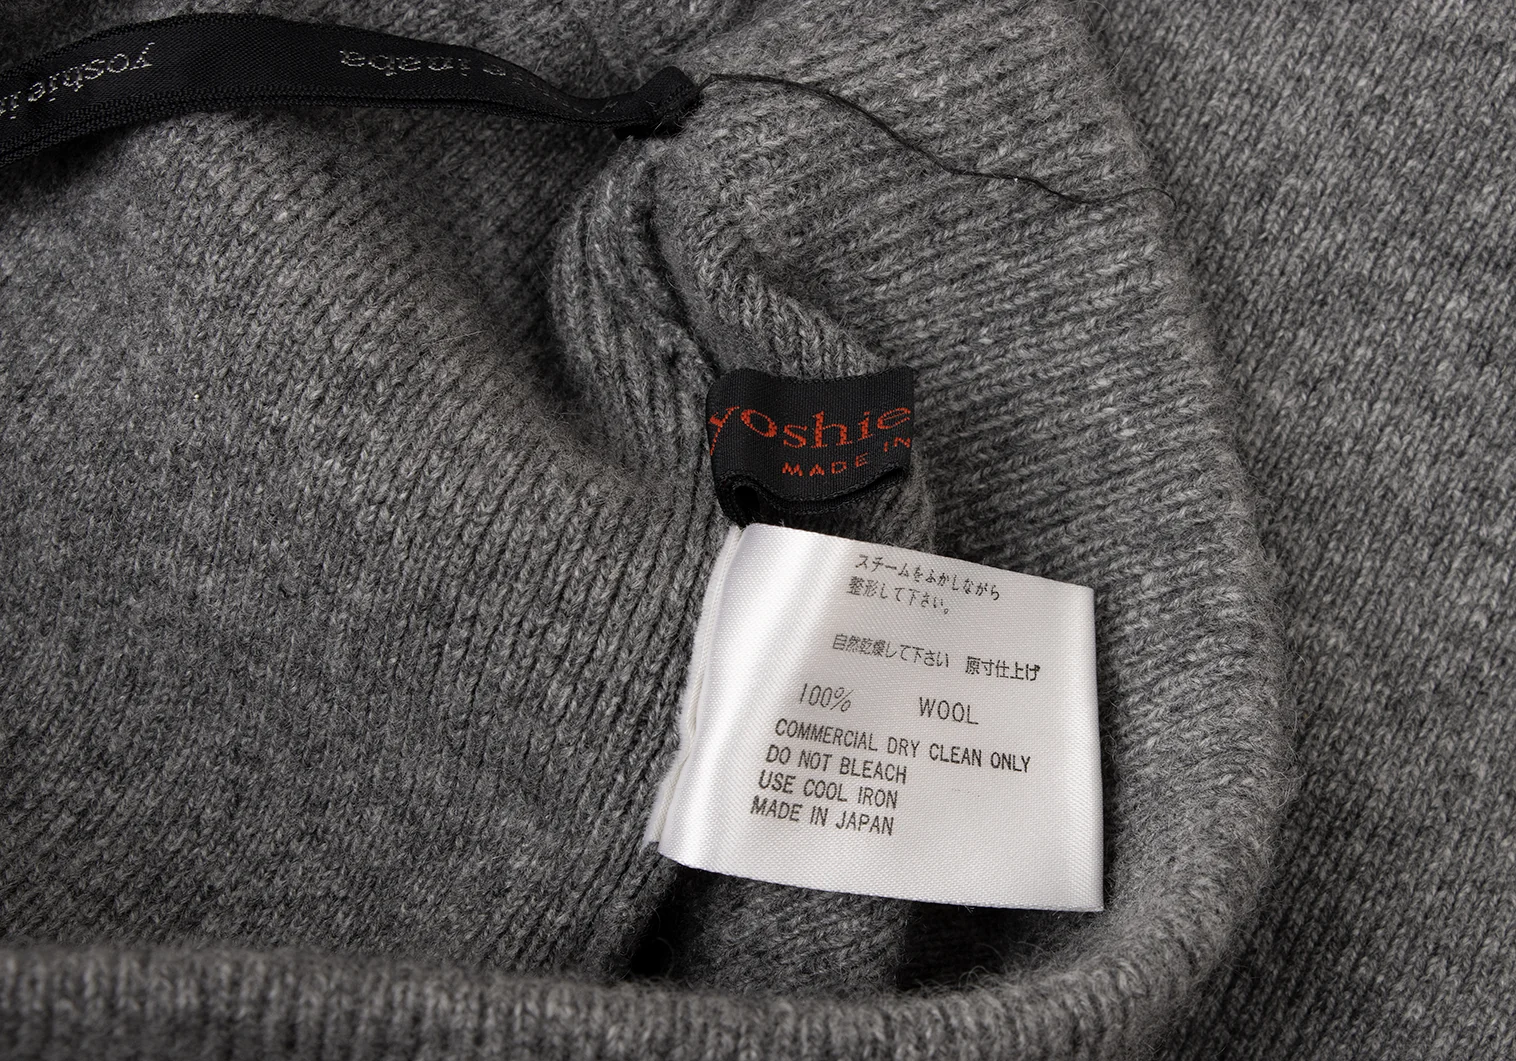 yoshie in
ie inaba
yoshie
MADE IN
スチームをふかしながら
整形して下さい。
自然乾燥して下さい 原寸仕上げ
100% WOOL
COMMERCIAL DRY CLEAN ONLY
DO NOT BLEACH
USE COOL IRON
MADE IN JAPAN